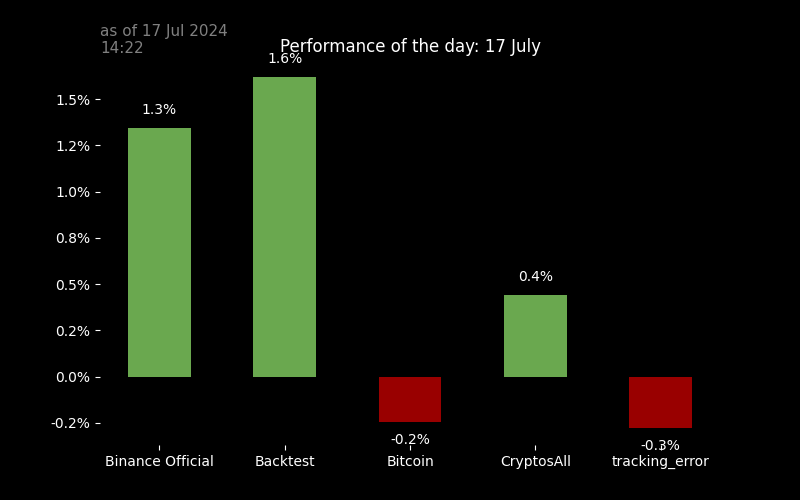 as of 17 Jul 2024
14:22
Performance of the day: 17 July
1.6%
1.3%
0.4%
-0.2%
-0.3%
1.5%
1.2%
1.0%
0.8%
0.5%
0.2%
0.0%
-0.2%
Binance Official
Backtest
Bitcoin
CryptosAll
tracking_error